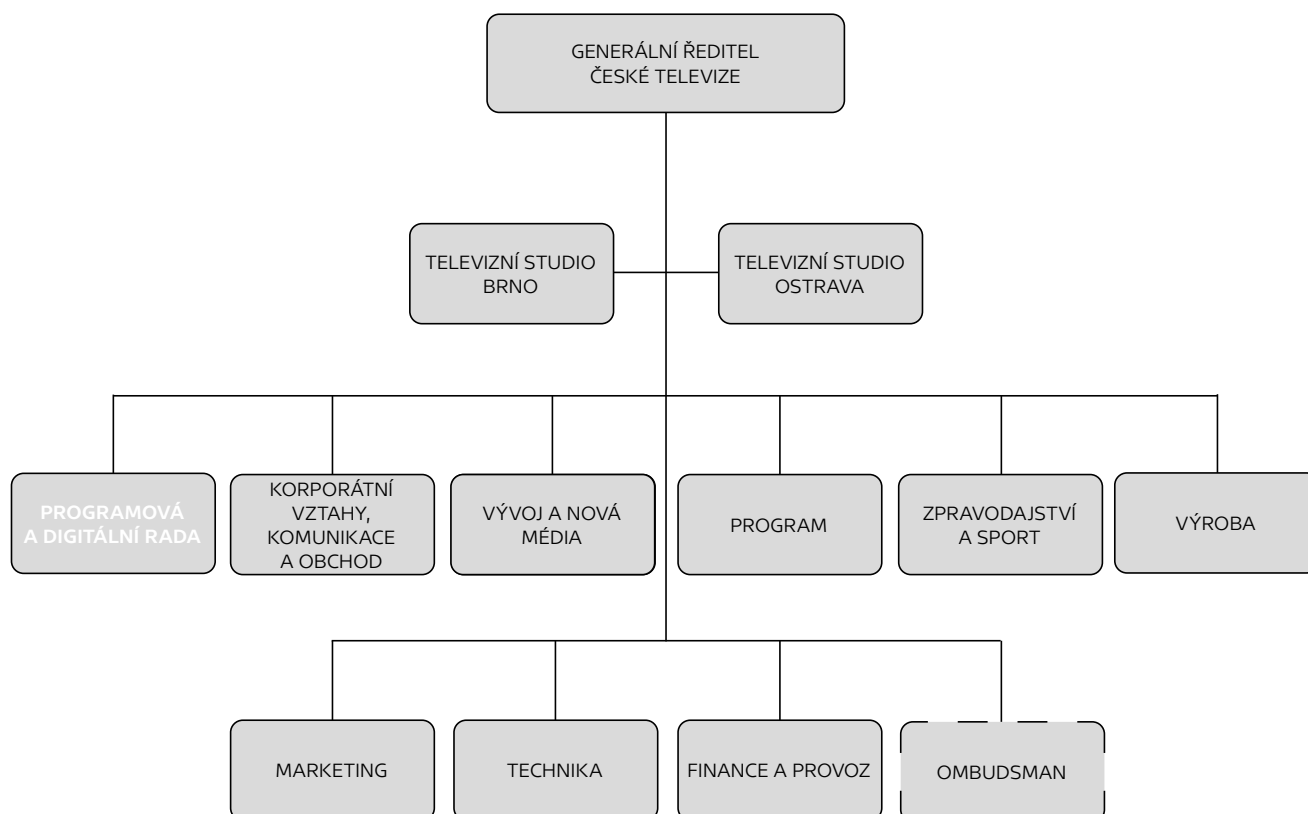 GENERÁLNÍ ŘEDITEL
ČESKÉ TELEVIZE
TELEVIZNÍ STUDIO
BRNO
TELEVIZNÍ STUDIO
OSTRAVA
PROGRAMOVÁ
A DIGITÁLNÍ RADA
KORPORÁTNÍ
VZTAHY,
KOMUNIKACE
A OBCHOD
VÝVOJ A NOVÁ
MÉDIA
PROGRAM
ZPRAVODAJSTVÍ
A SPORT
VÝROBA
MARKETING
TECHNIKA
FINANCE A PROVOZ
OMBUDSMAN